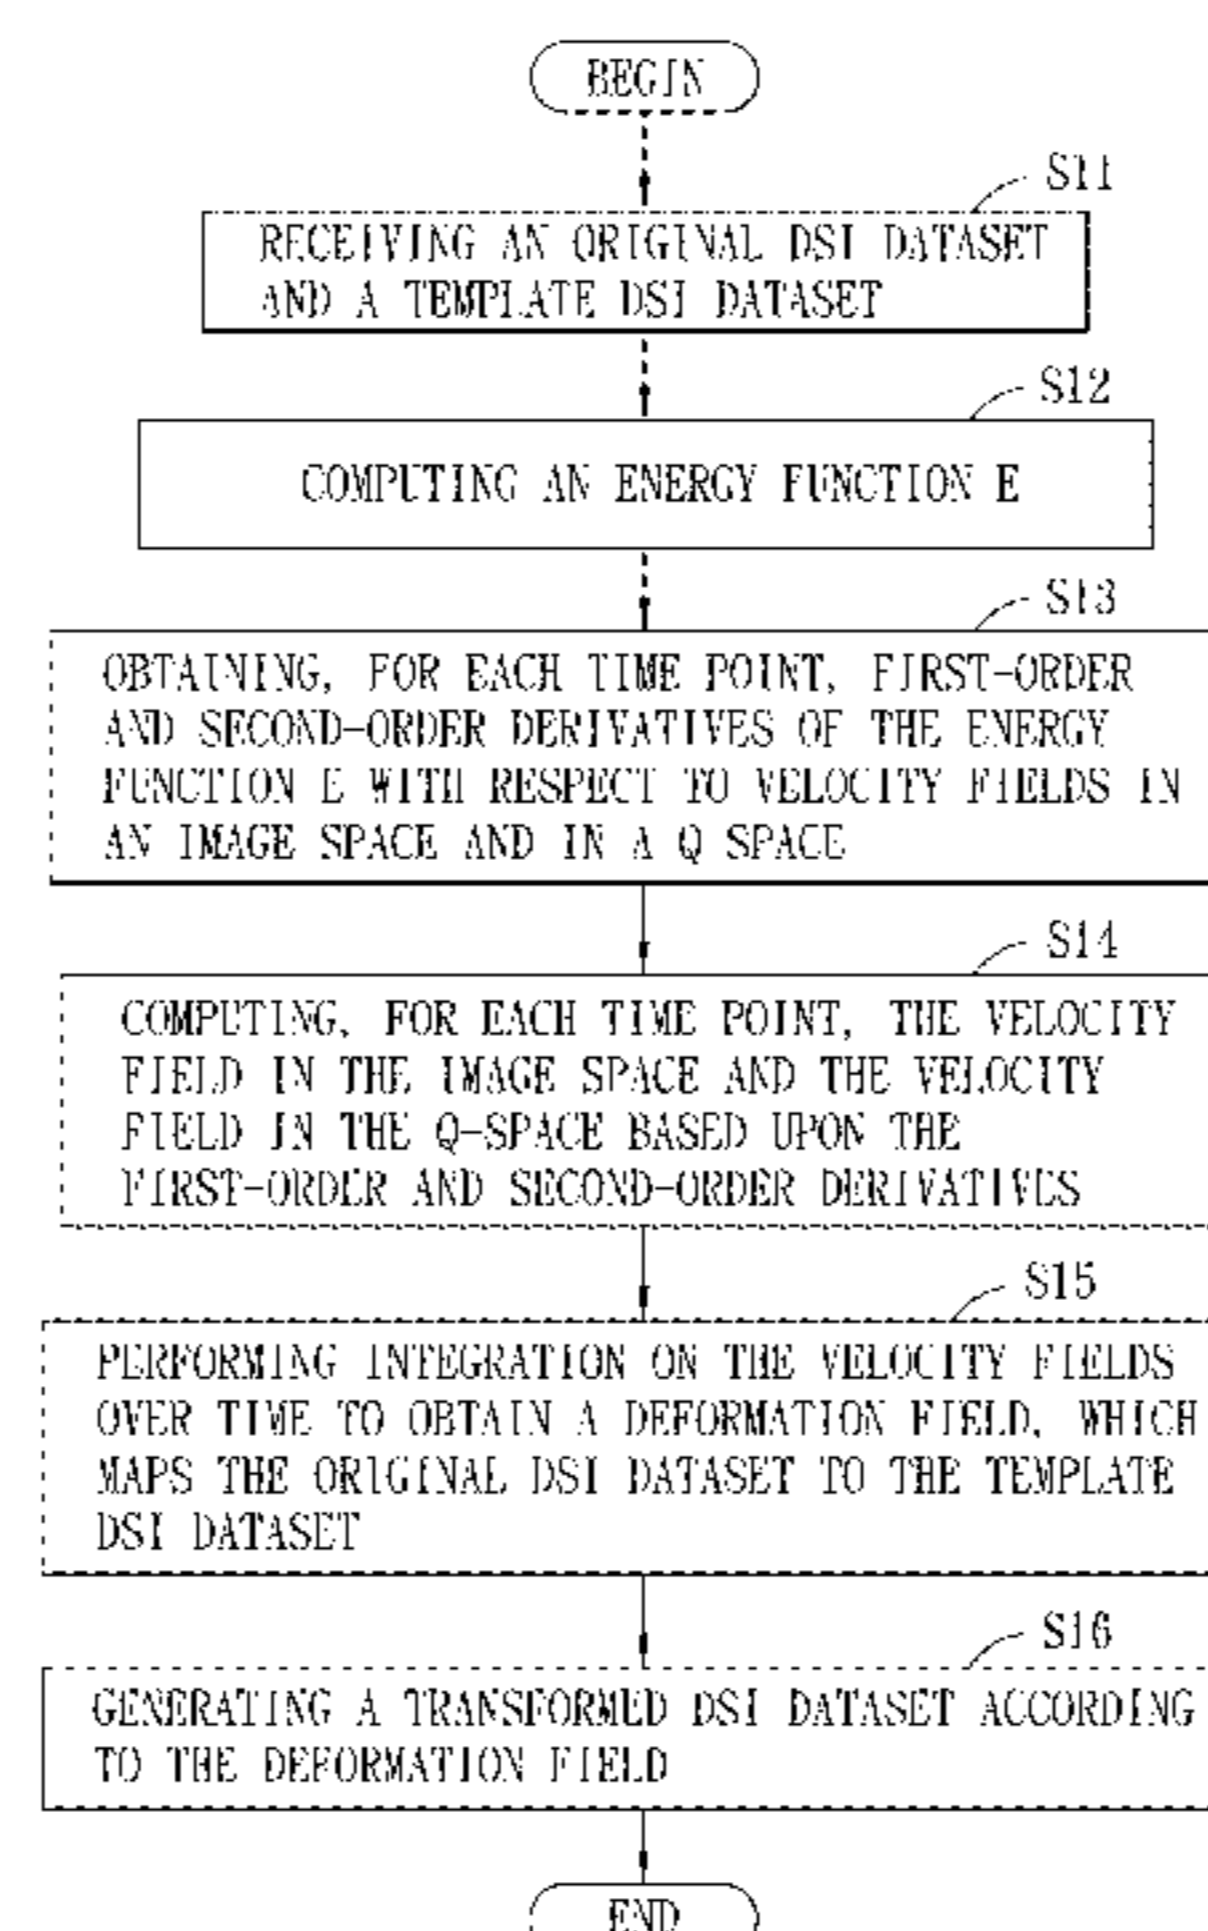 BEGIN
S11
RECEIVING AN ORIGINAL DSI DATASET
AND A TEMPLATE DSI DATASET
S12
COMPUTING AN ENERGY FUNCTION E
S13
OBTAINING, FOR EACH TIME POINT, FIRST-ORDER
AND SECOND-ORDER DERIVATIVES OF THE ENERGY
FUNCTION E WITH RESPECT TO VELOCITY FIELDS IN
AN IMAGE SPACE AND IN A Q SPACE
S14
COMPUTING, FOR EACH TIME POINT, THE VELOCITY
FIELD IN THE IMAGE SPACE AND THE VELOCITY
FIELD IN THE Q-SPACE BASED UPON THE
FIRST-ORDER AND SECOND-ORDER DERIVATIVES
S15
PERFORMING INTEGRATION ON THE VELOCITY FIELDS
OVER TIME TO OBTAIN A DEFORMATION FIELD, WHICH
MAPS THE ORIGINAL DSI DATASET TO THE TEMPLATE
DSI DATASET
S16
GENERATING A TRANSFORMED DSI DATASET ACCORDING
TO THE DEFORMATION FIELD
END